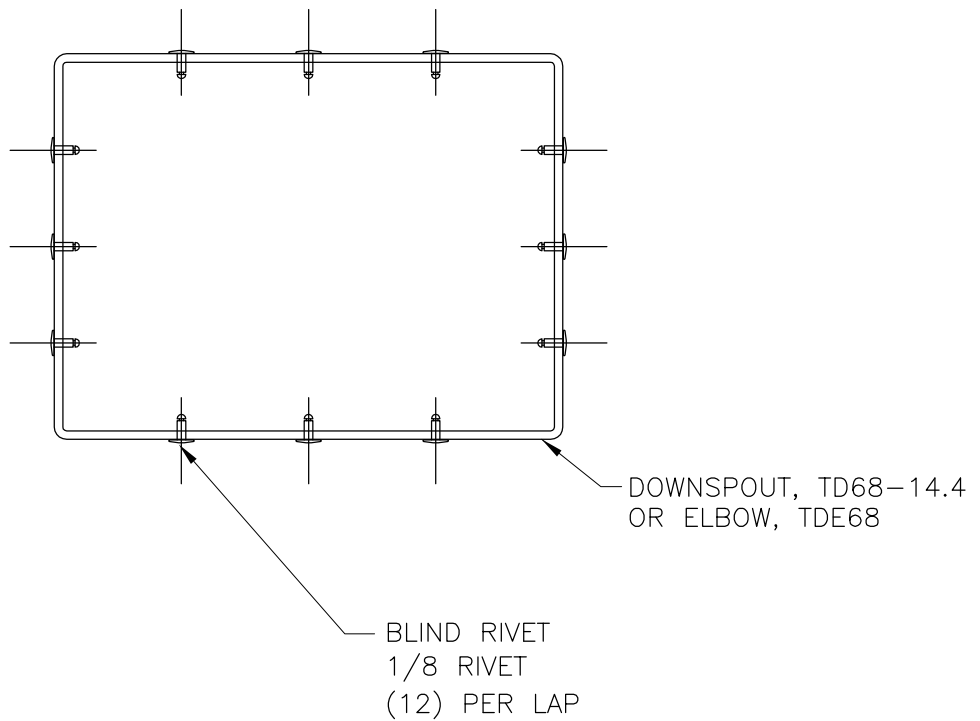 DOWNSPOUT, TD68-14.4
OR ELBOW, TDE68
BLIND RIVET
1/8 RIVET
(12) PER LAP